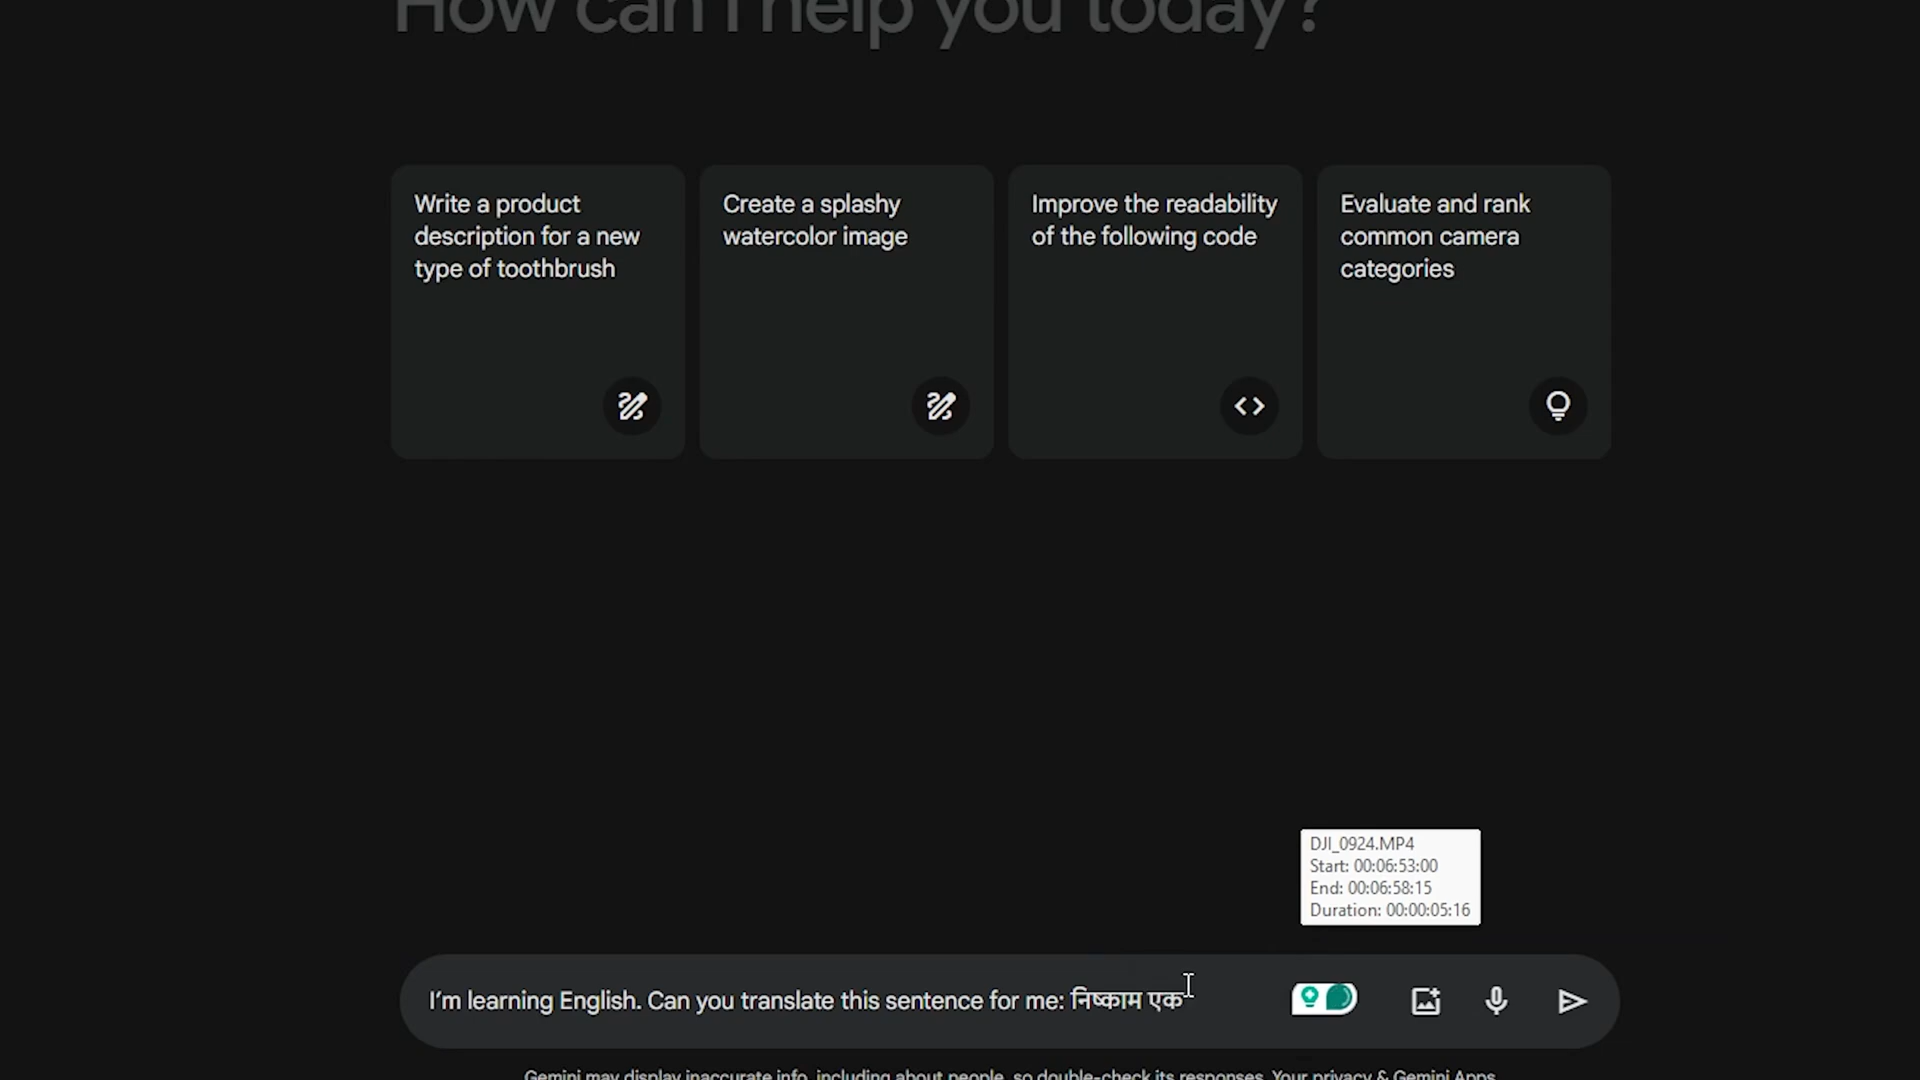 How can I help you today?
Write a product
description for a new
type of toothbrush
Create a splashy
watercolor image
Improve the readability
of the following code
Evaluate and rank
common camera
categories
DJI_0924.MP4
Start: 00:06:53:00
End: 00:06:58:15
Duration: 00:00:05:16
I'm learning English. Can you translate this sentence for me: निष्काम एक
Gemini may display inaccurate info, including about people, so double-check its responses. Your privacy & Gemini Apps